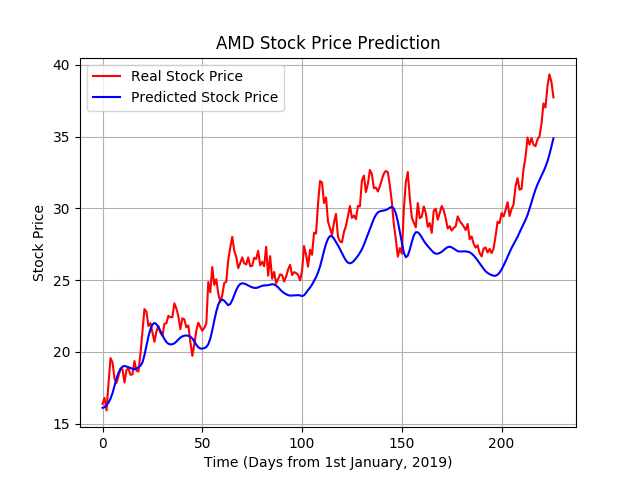 AMD Stock Price Prediction
Real Stock Price
Predicted Stock Price
40
35
30
25
20
15
Stock Price
0 50 100 150 200
Time (Days from 1st January, 2019)